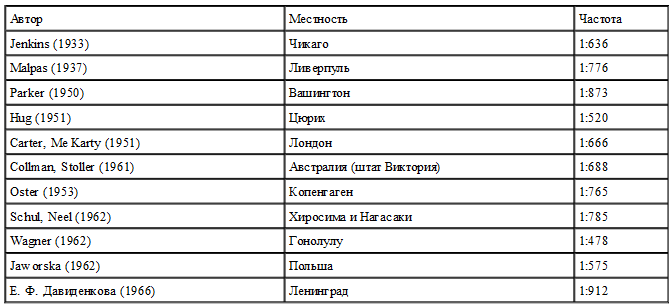 Автор Местность Частота
Jenkins (1933) Чикаго 1:636
Malpas (1937) Ливерпуль 1:776
Parker (1950) Вашингтон 1:873
Hug (1951) Цюрих 1:520
Carter, Me Karty (1951) Лондон 1:666
Collman, Stoller (1961) Австралия (штат Виктория) 1:688
Oster (1953) Копенгаген 1:765
Schul, Neel (1962) Хиросима и Нагасаки 1:785
Wagner (1962) Гонолулу 1:478
Jaworska (1962) Польша 1:575
Е. Ф. Давиденкова (1966) Ленинград 1:912